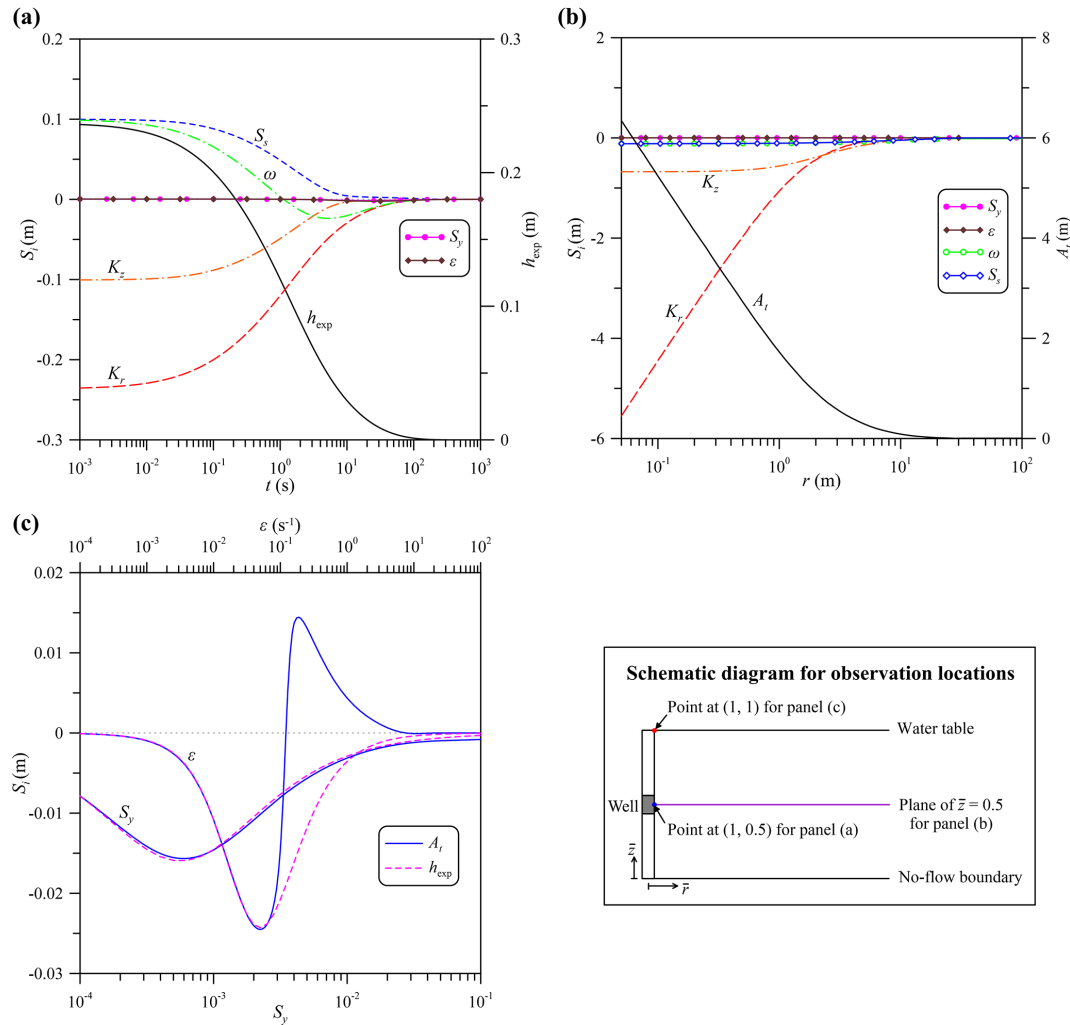 (a)
0.2
0.1
0
-0.1
-0.2
-0.3
S_i (m)
0.3
0.2
0.1
0
h_exp (m)
S_s
ω
K_z
K_r
h_exp
S_y
ε
10^-3 10^-2 10^-1 10^0 10^1 10^2 10^3
t (s)
(b)
2
0
-2
-4
-6
S_i (m)
8
6
4
2
0
A_t (m)
K_z
K_r
A_t
S_y
ε
ω
S_s
10^-1 10^0 10^1 10^2
r (m)
(c)
ε (s^-1)
10^-4 10^-3 10^-2 10^-1 10^0 10^1 10^2
0.02
0.01
0
-0.01
-0.02
-0.03
S_i (m)
ε
S_y
A_t
h_exp
10^-4 10^-3 10^-2 10^-1
S_y
Schematic diagram for observation locations
Point at (1, 1) for panel (c)
Water table
Well
Plane of z̄ = 0.5
for panel (b)
Point at (1, 0.5) for panel (a)
z̄
r̄
No-flow boundary